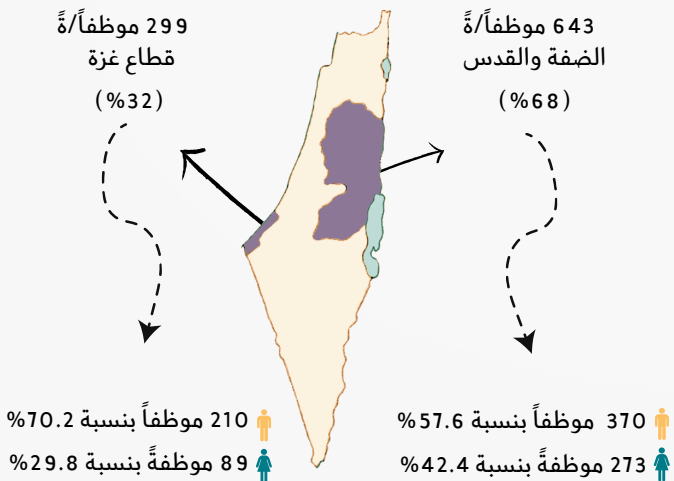 643 موظفاً/ةً
الضفة والقدس
(%68)
299 موظفاً/ةً
قطاع غزة
(%32)
370 موظفاً بنسبة 57.6%
273 موظفةً بنسبة 42.4%
210 موظفاً بنسبة 70.2%
89 موظفةً بنسبة 29.8%